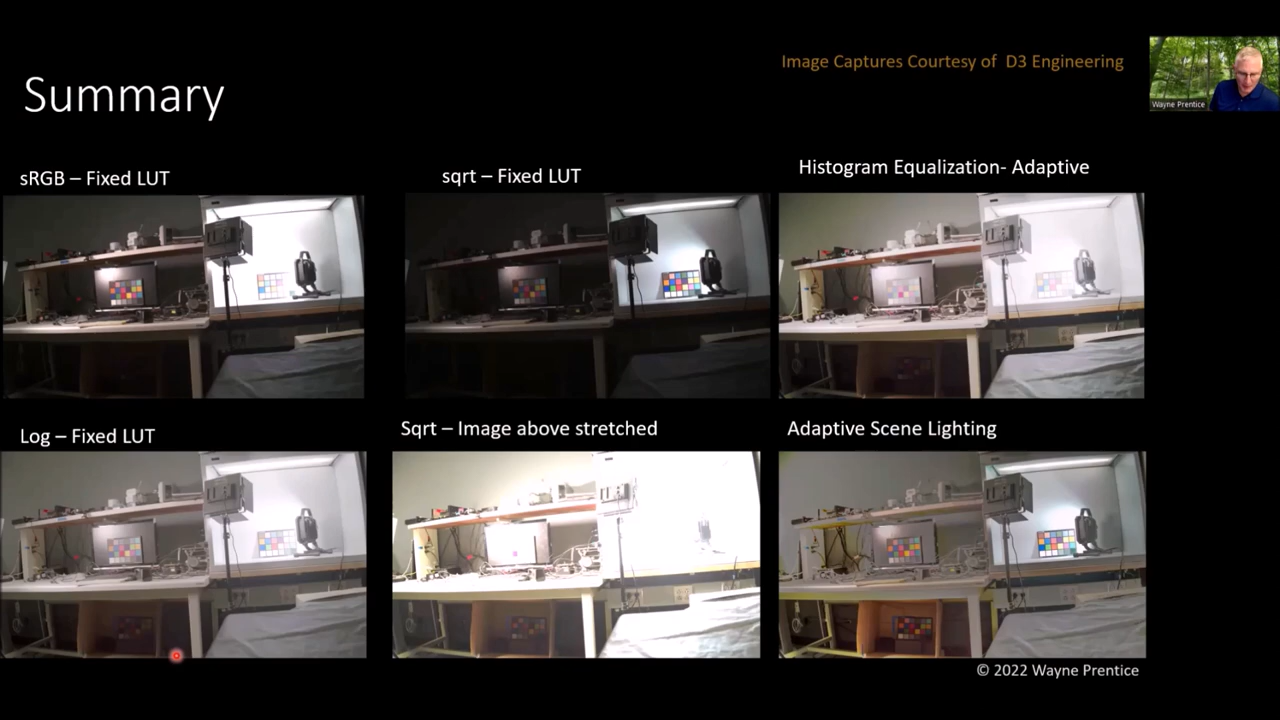 Image Captures Courtesy of D3 Engineering
Wayne Prentice
Summary
sRGB – Fixed LUT
sqrt – Fixed LUT
Histogram Equalization- Adaptive
Log – Fixed LUT
Sqrt – Image above stretched
Adaptive Scene Lighting
© 2022 Wayne Prentice